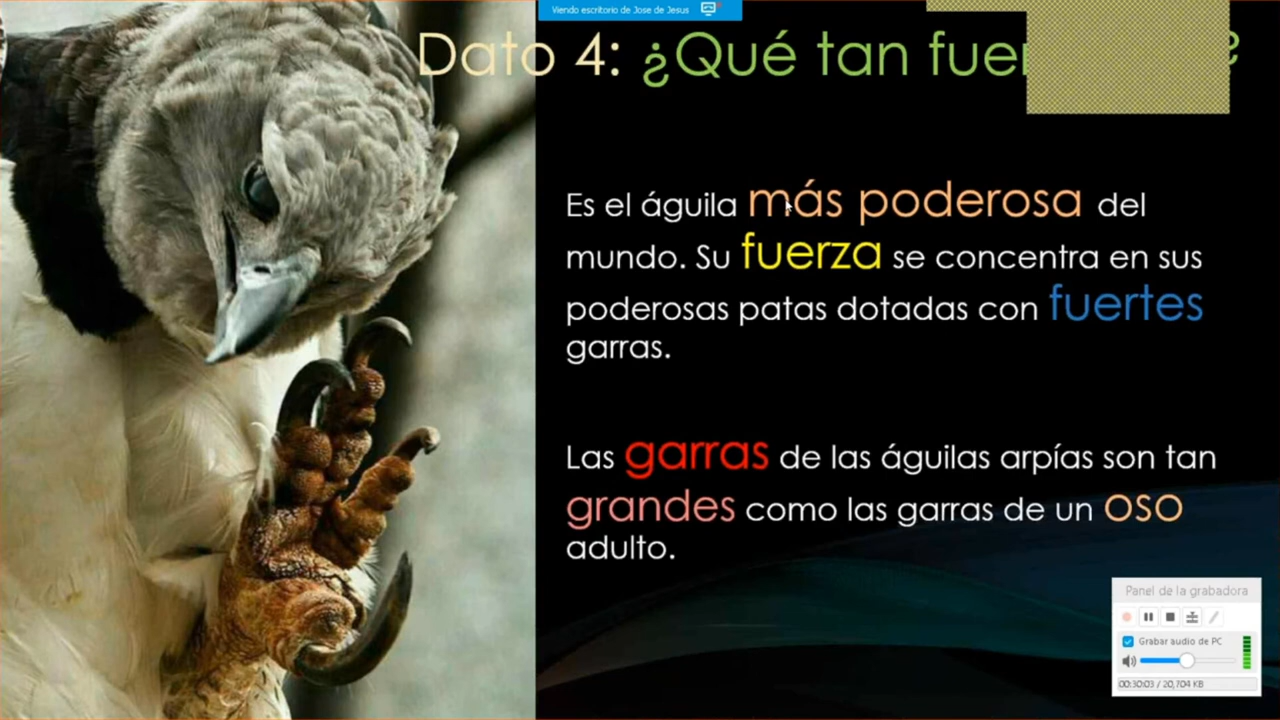 Viendo escritorio de Jose de Jesus
Dato 4: ¿Qué tan ?
Es el águila más poderosa del
mundo. Su fuerza se concentra en sus
poderosas patas dotadas con fuertes
garras.
Las garras de las águilas arpías son tan
grandes como las garras de un oso
adulto.
Panel de la grabadora
Grabar audio de PC
00:30:03 / 20,704 KB